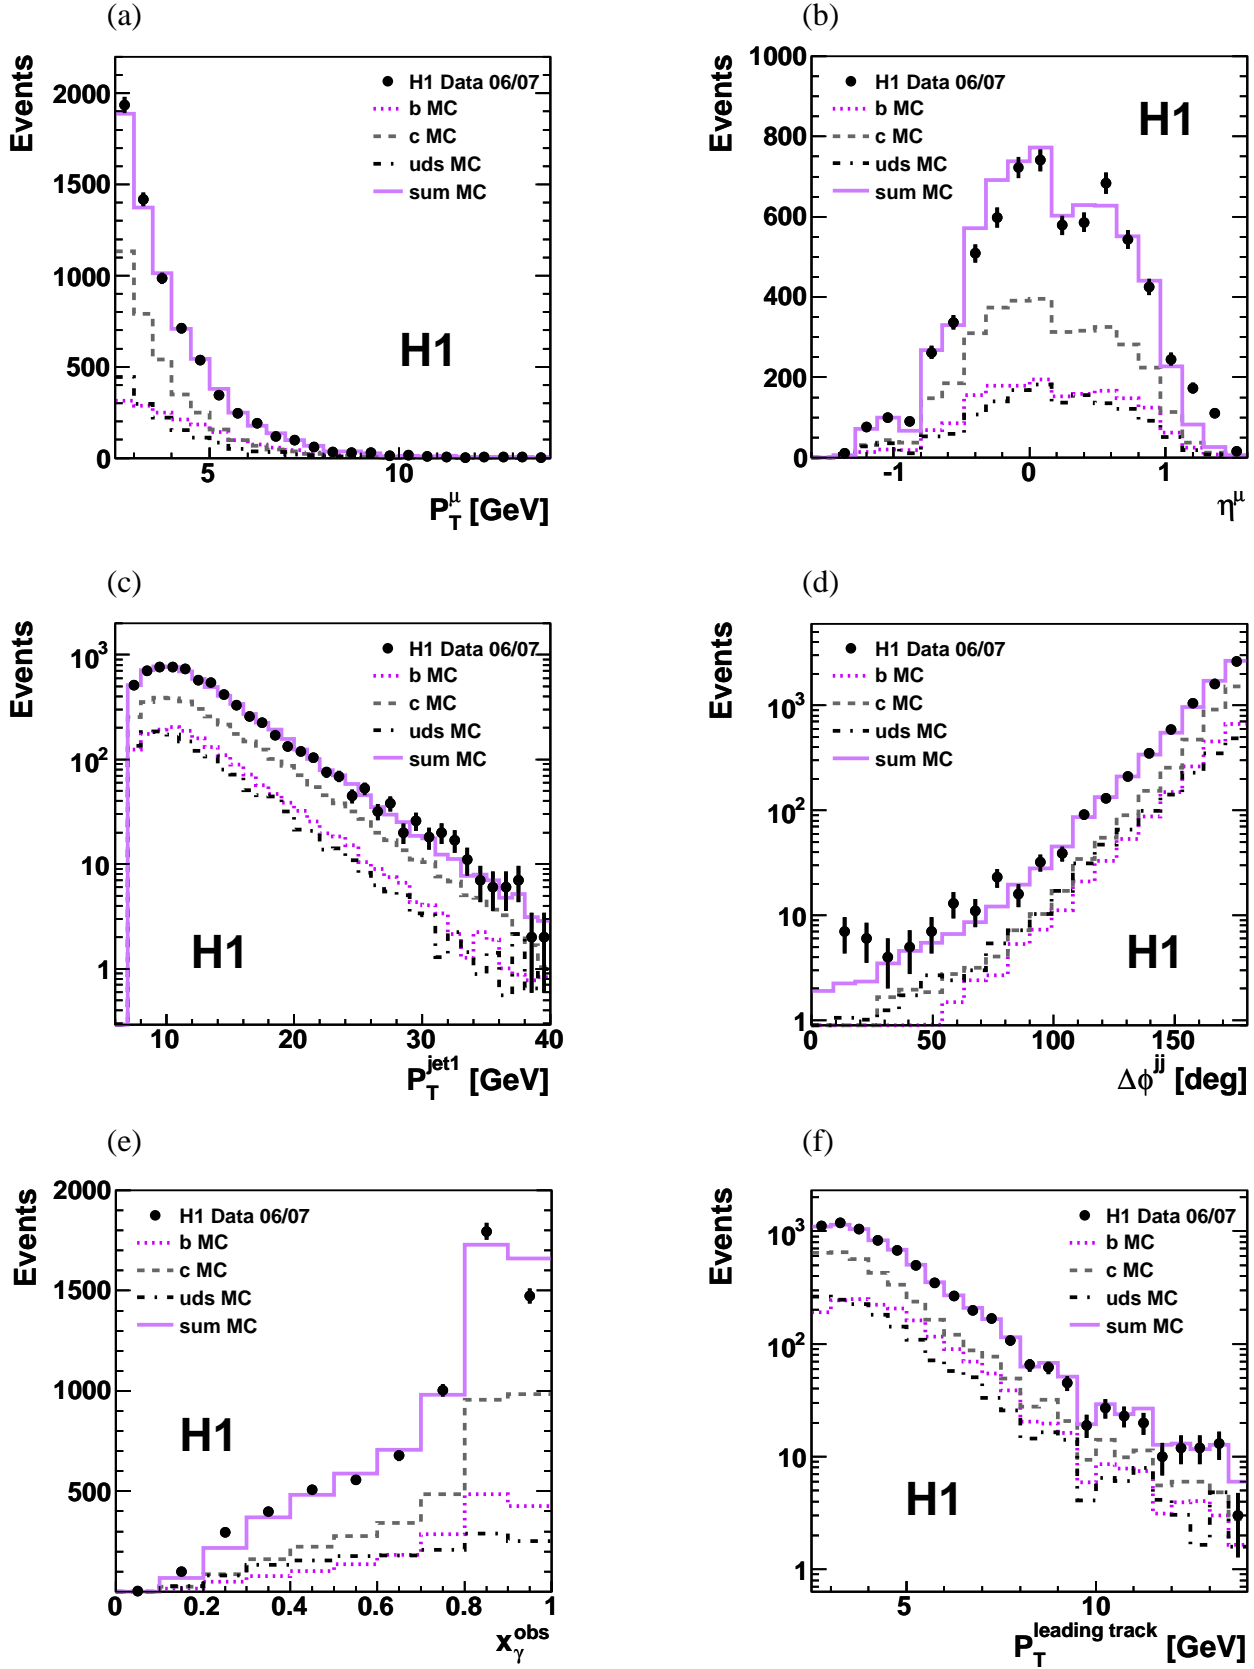 (a)
Events
2000
1500
1000
500
0
5
10
H1 Data 06/07
b MC
c MC
uds MC
sum MC
H1
P_T^μ [GeV]
(b)
Events
1000
800
600
400
200
0
-1
0
1
H1 Data 06/07
b MC
c MC
uds MC
sum MC
H1
η^μ
(c)
Events
10^3
10^2
10
1
10
20
30
40
H1 Data 06/07
b MC
c MC
uds MC
sum MC
H1
P_T^jet1 [GeV]
(d)
Events
10^3
10^2
10
1
0
50
100
150
H1 Data 06/07
b MC
c MC
uds MC
sum MC
H1
Δϕ^jj [deg]
(e)
Events
2000
1500
1000
500
0
0.2
0.4
0.6
0.8
1
H1 Data 06/07
b MC
c MC
uds MC
sum MC
H1
x_γ^obs
(f)
Events
10^3
10^2
10
1
5
10
H1 Data 06/07
b MC
c MC
uds MC
sum MC
H1
P_T^leading track [GeV]